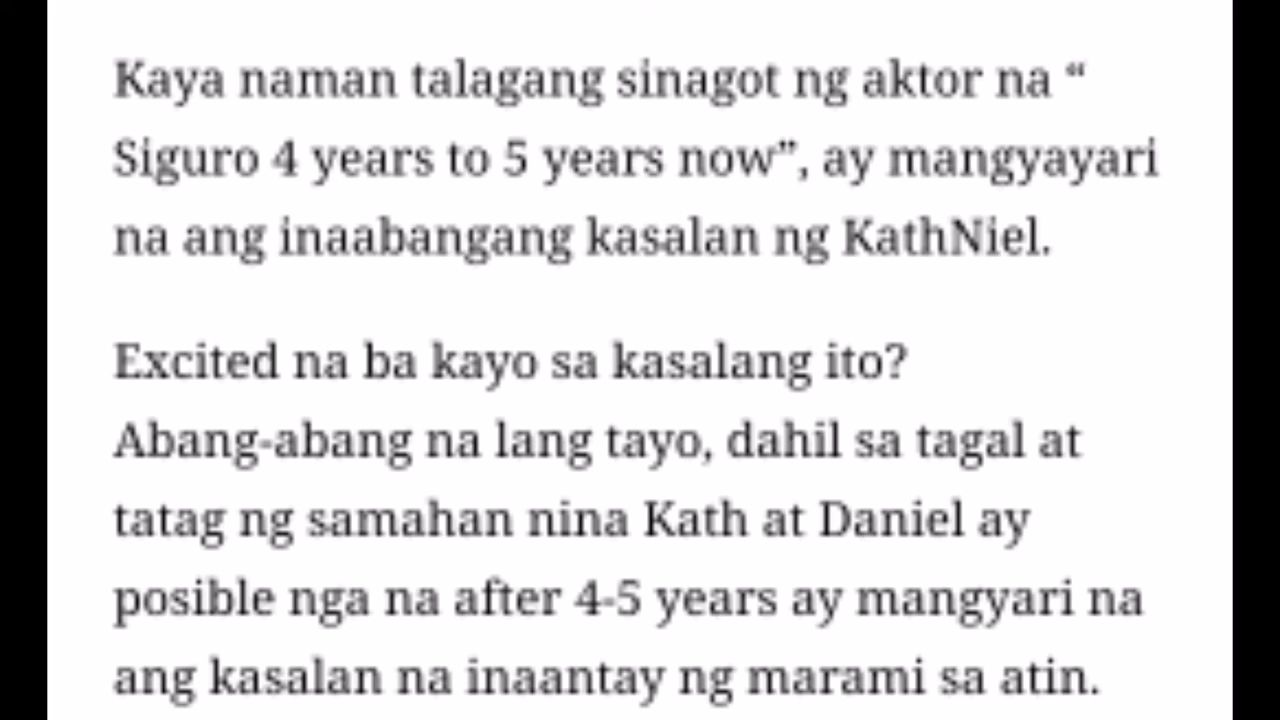 Kaya naman talagang sinagot ng aktor na “
Siguro 4 years to 5 years now”, ay mangyayari
na ang inaabangang kasalan ng KathNiel.
Excited na ba kayo sa kasalang ito?
Abang-abang na lang tayo, dahil sa tagal at
tatag ng samahan nina Kath at Daniel ay
posible nga na after 4-5 years ay mangyari na
ang kasalan na inaantay ng marami sa atin.